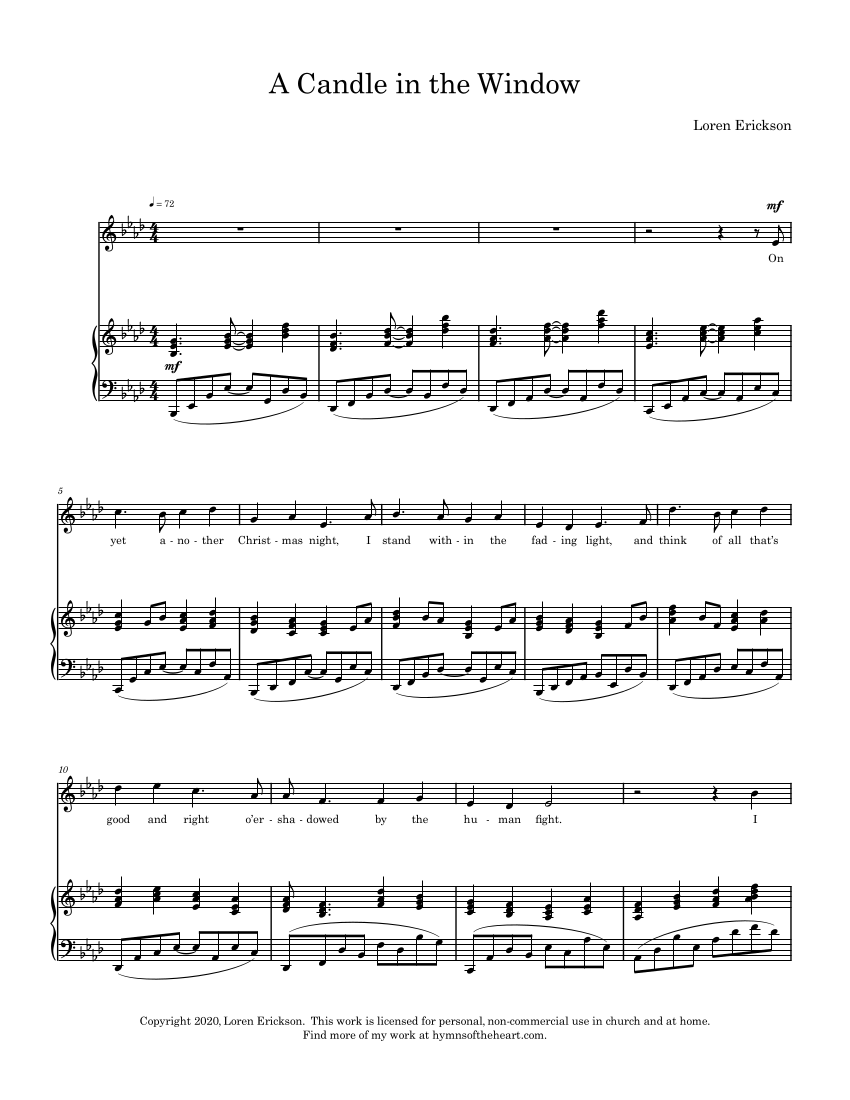 A Candle in the Window
Loren Erickson
♩ = 72
mf
On
mf
5
yet a - no - ther Christ - mas night, I stand with - in the fad - ing light, and think of all that's
10
good and right o'er - sha - dowed by the hu - man fight. I
Copyright 2020, Loren Erickson. This work is licensed for personal, non-commercial use in church and at home.
Find more of my work at hymnsoftheheart.com.